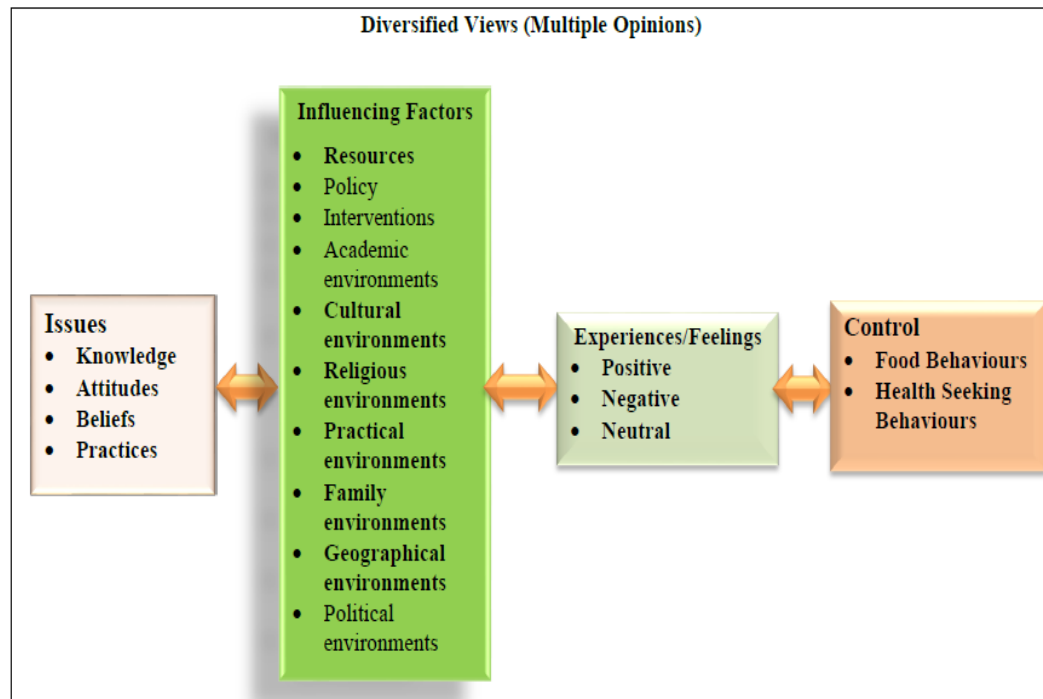 Diversified Views (Multiple Opinions)
Issues
• Knowledge
• Attitudes
• Beliefs
• Practices
Influencing Factors
• Resources
• Policy
• Interventions
• Academic
environments
• Cultural
environments
• Religious
environments
• Practical
environments
• Family
environments
• Geographical
environments
• Political
environments
Experiences/Feelings
• Positive
• Negative
• Neutral
Control
• Food Behaviours
• Health Seeking
Behaviours